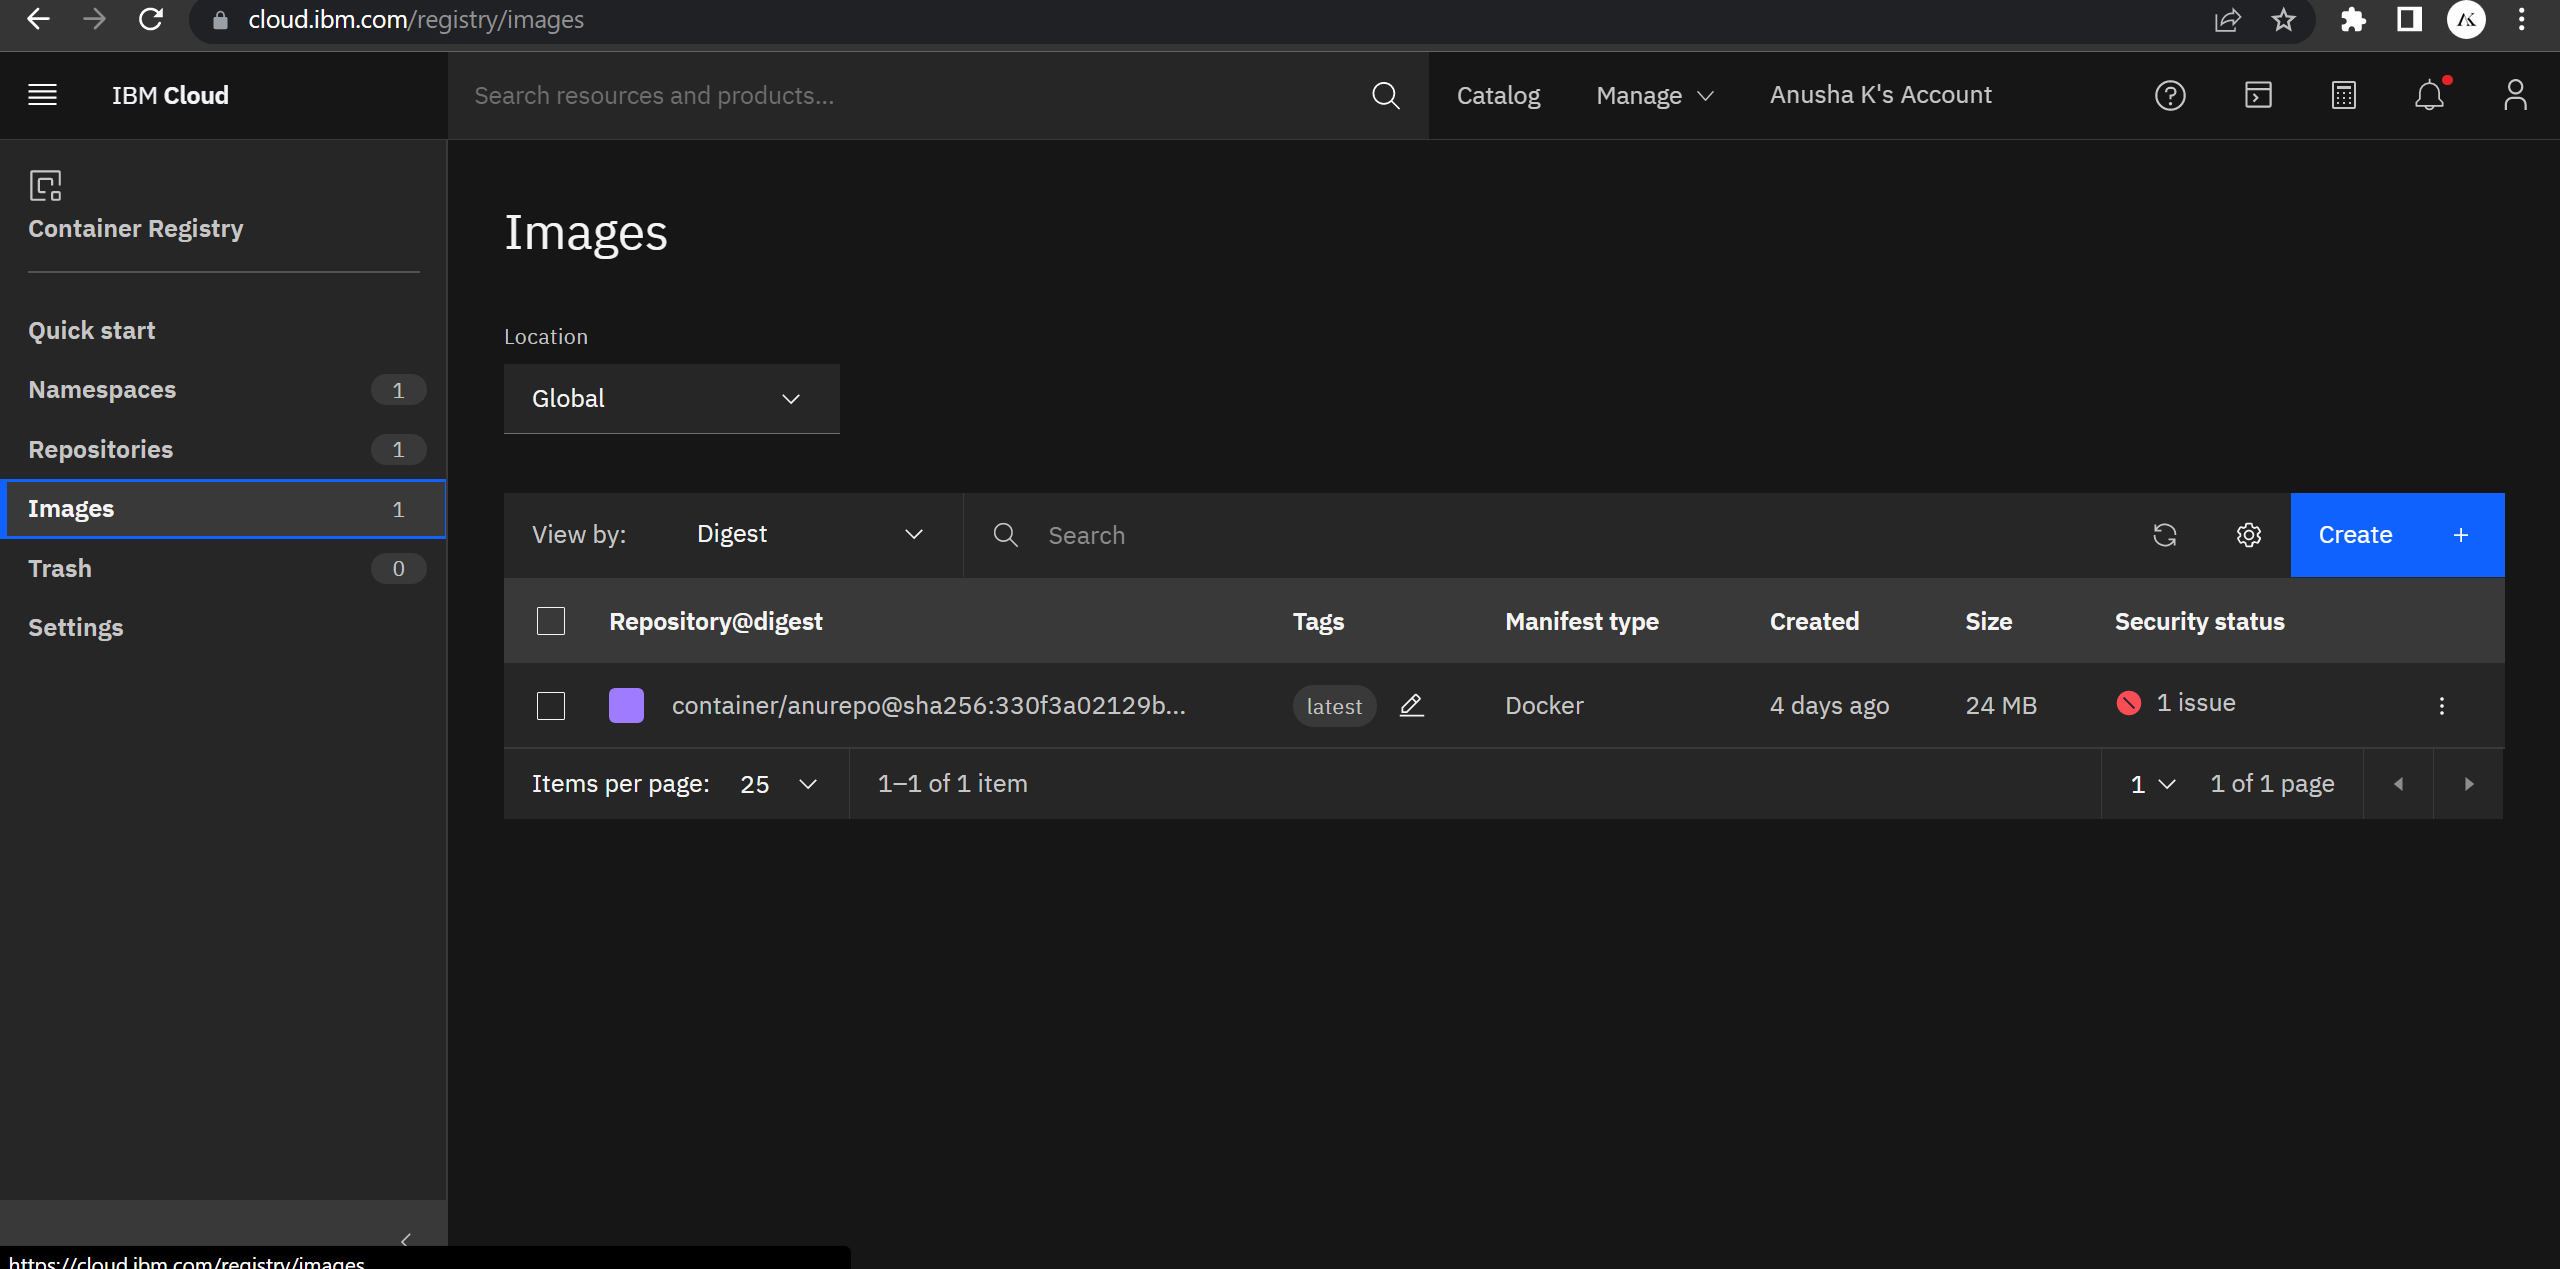 cloud.ibm.com/registry/images
IBM Cloud
Search resources and products...
Catalog
Manage
Anusha K's Account
Container Registry
Quick start
Namespaces 1
Repositories 1
Images 1
Trash 0
Settings
Images
Location
Global
View by: Digest
Search
Create +
Repository@digest Tags Manifest type Created Size Security status
container/anurepo@sha256:330f3a02129b... latest Docker 4 days ago 24 MB 1 issue
Items per page: 25 1–1 of 1 item 1 1 of 1 page
https://cloud.ibm.com/registry/images